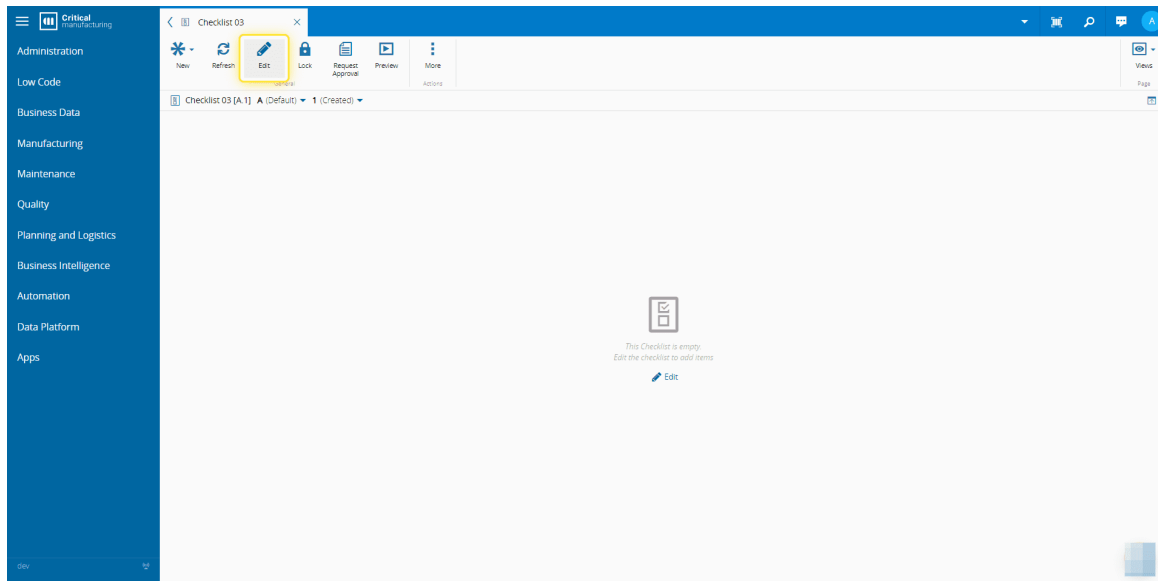 Critical
manufacturing
Checklist 03
A
Administration
Low Code
Business Data
Manufacturing
Maintenance
Quality
Planning and Logistics
Business Intelligence
Automation
Data Platform
Apps
dev
New
Refresh
Edit
Lock
Request
Approval
Preview
General
More
Actions
Views
Page
Checklist 03 [A.1] A (Default) 1 (Created)
This Checklist is empty.
Edit the checklist to add items
Edit